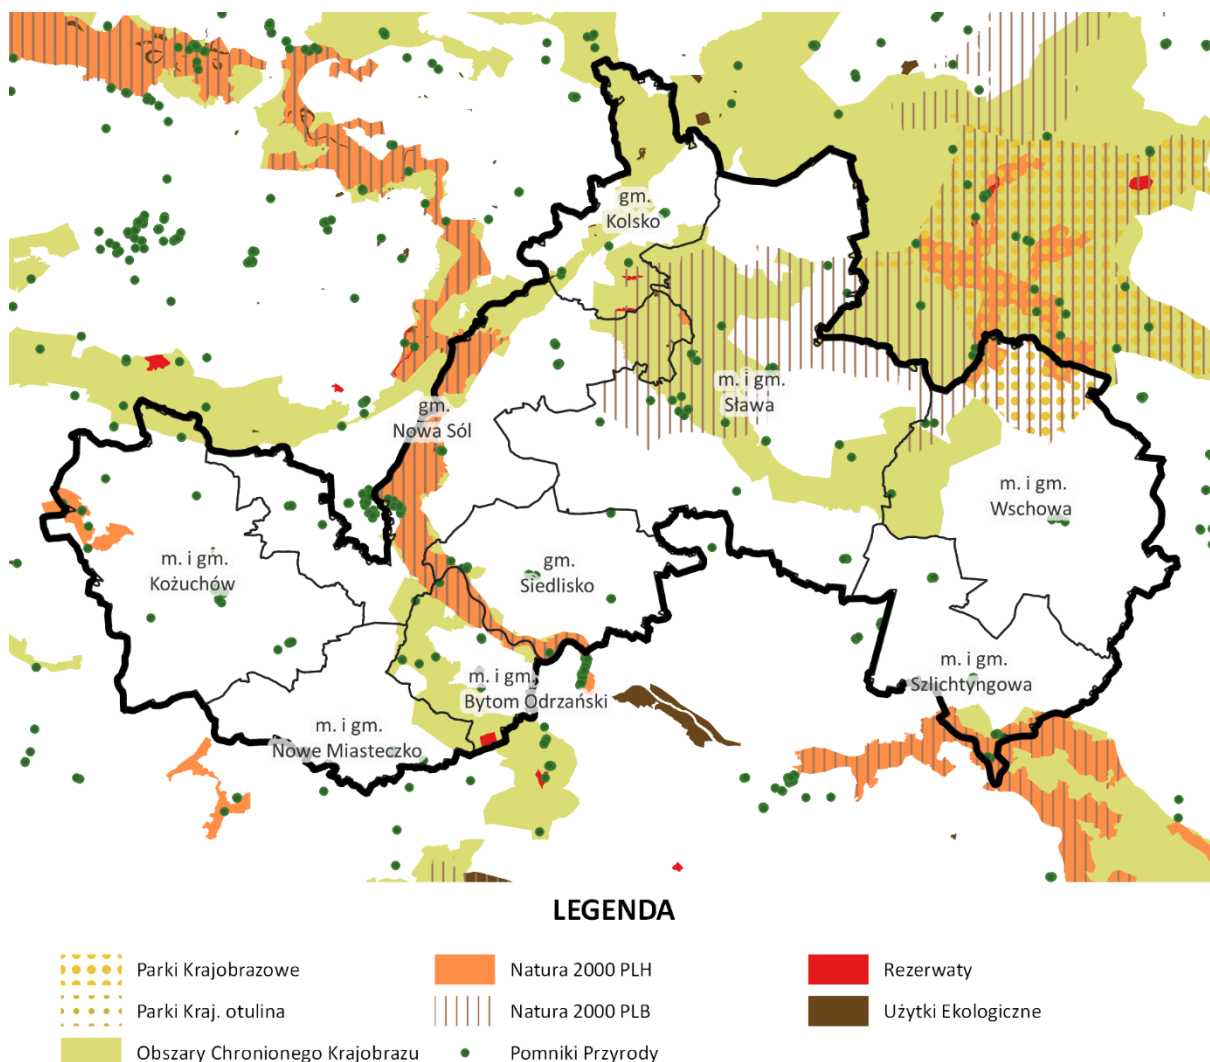 gm.
Kolsko
m. i gm.
Sława
gm.
Nowa Sól
m. i gm.
Wschowa
m. i gm.
Kożuchów
gm.
Siedlisko
m. i gm.
Szlichtyngowa
m. i gm.
Bytom Odrzański
m. i gm.
Nowe Miasteczko
LEGENDA
Parki Krajobrazowe
Natura 2000 PLH
Rezerwaty
Parki Kraj. otulina
Natura 2000 PLB
Użytki Ekologiczne
Obszary Chronionego Krajobrazu
Pomniki Przyrody